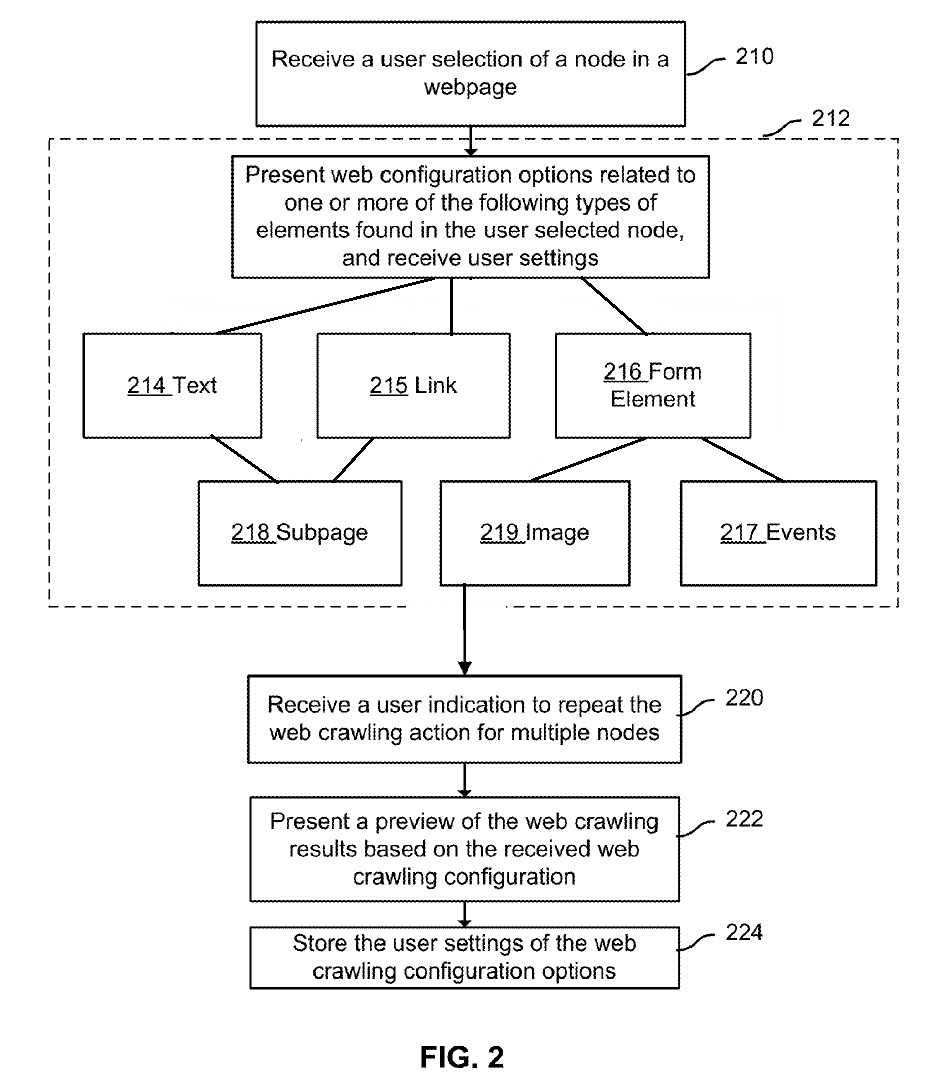 Receive a user selection of a node in a
webpage
210
212
Present web configuration options related to
one or more of the following types of
elements found in the user selected node,
and receive user settings
214 Text
215 Link
216 Form
Element
218 Subpage
219 Image
217 Events
Receive a user indication to repeat the
web crawling action for multiple nodes
220
Present a preview of the web crawling
results based on the received web
crawling configuration
222
Store the user settings of the web
crawling configuration options
224
FIG. 2